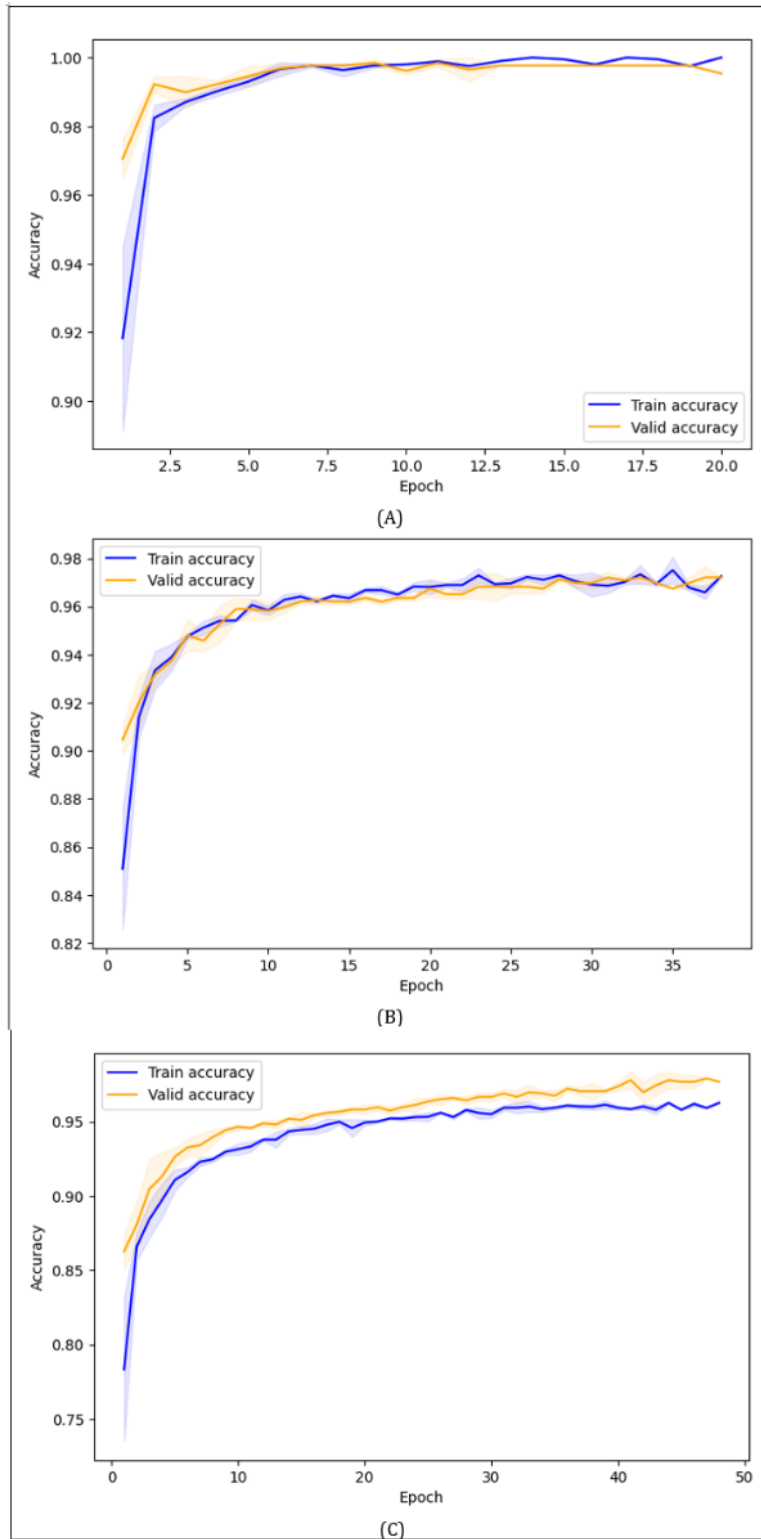 1.00
0.98
0.96
0.94
0.92
0.90
Accuracy
Train accuracy
Valid accuracy
2.5 5.0 7.5 10.0 12.5 15.0 17.5 20.0
Epoch
(A)
0.98
0.96
0.94
0.92
0.90
0.88
0.86
0.84
0.82
Accuracy
Train accuracy
Valid accuracy
0 5 10 15 20 25 30 35
Epoch
(B)
0.95
0.90
0.85
0.80
0.75
Accuracy
Train accuracy
Valid accuracy
0 10 20 30 40 50
Epoch
(C)